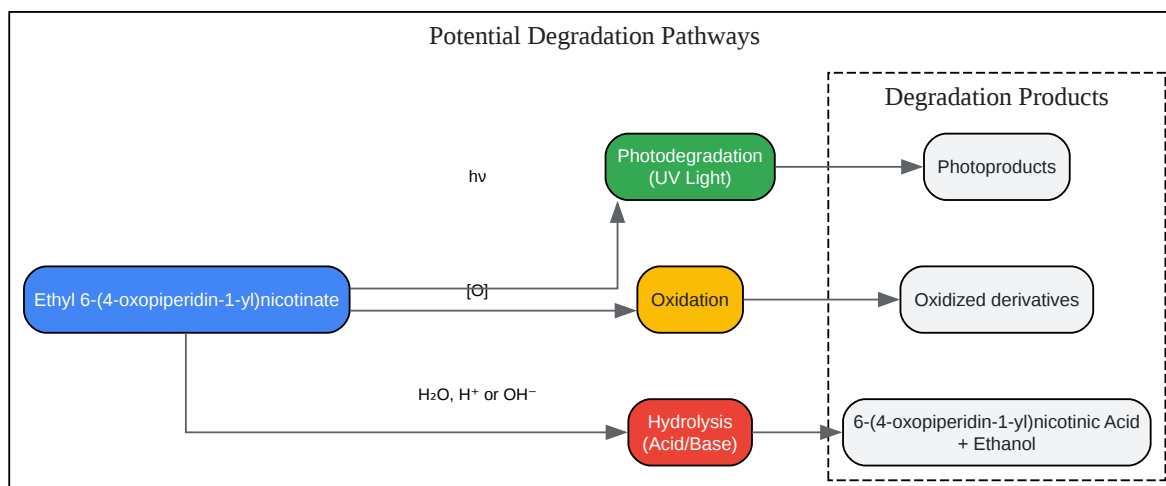 Potential Degradation Pathways
Degradation Products
Photodegradation
(UV Light)
Photoproducts
hν
Ethyl 6-(4-oxopiperidin-1-yl)nicotinate
[O]
Oxidation
Oxidized derivatives
H₂O, H⁺ or OH⁻
Hydrolysis
(Acid/Base)
6-(4-oxopiperidin-1-yl)nicotinic Acid
+ Ethanol